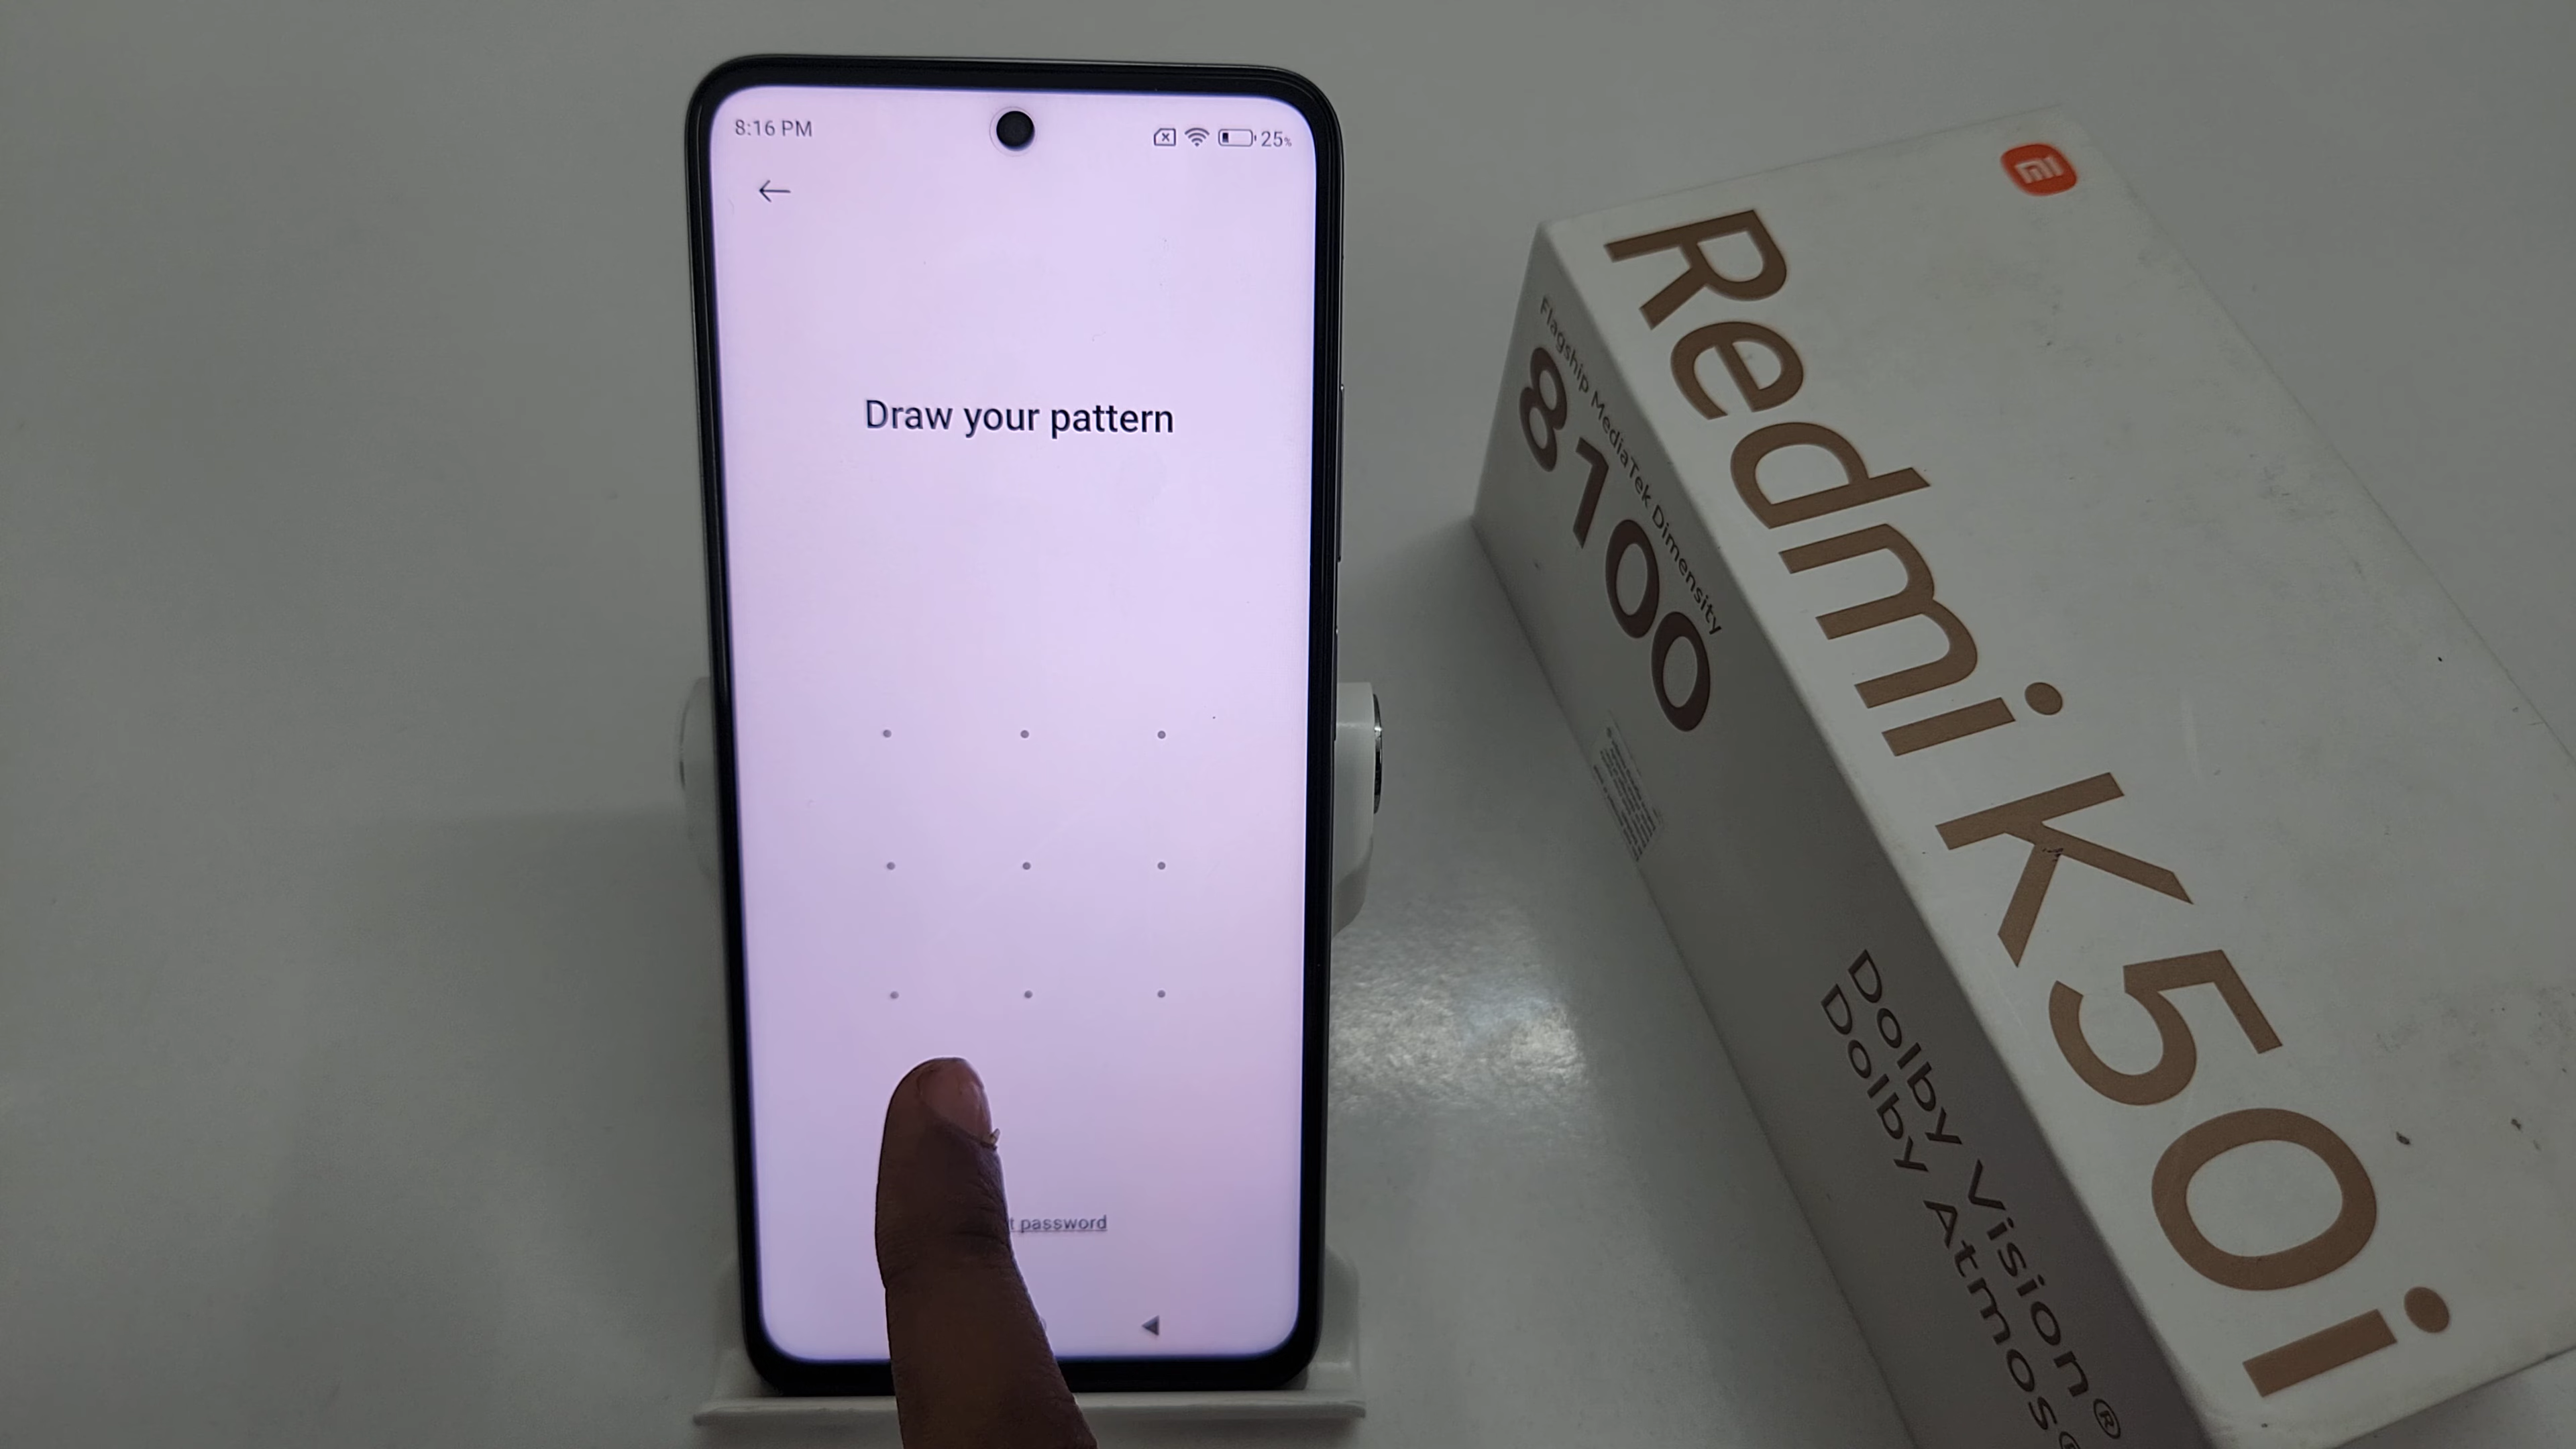 8:16 PM
25%
Draw your pattern
t password
mi
Redmi K50i
Flagship MediaTek Dimensity
8100
Dolby Vision®
Dolby Atmos®